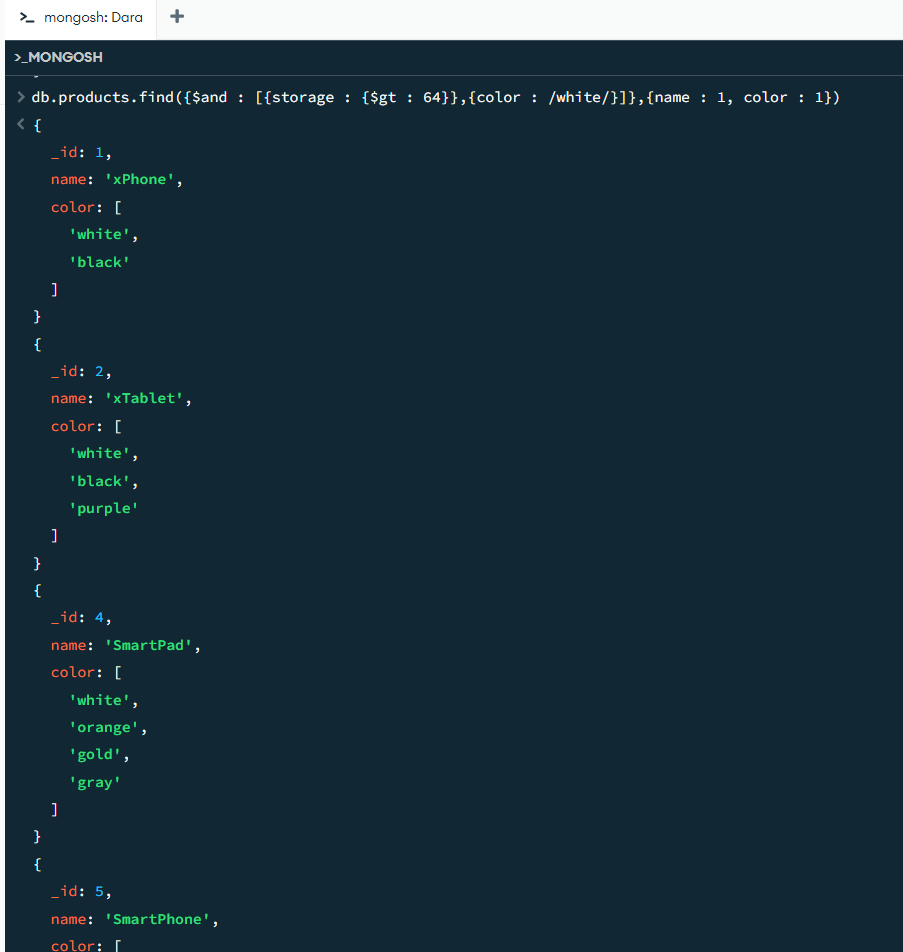 >_ mongosh: Dara +
>_MONGOSH
> db.products.find({$and : [{storage : {$gt : 64}},{color : /white/}]},{name : 1, color : 1})
< {
_id: 1,
name: 'xPhone',
color: [
'white',
'black'
]
}
{
_id: 2,
name: 'xTablet',
color: [
'white',
'black',
'purple'
]
}
{
_id: 4,
name: 'SmartPad',
color: [
'white',
'orange',
'gold',
'gray'
]
}
{
_id: 5,
name: 'SmartPhone',
color: [